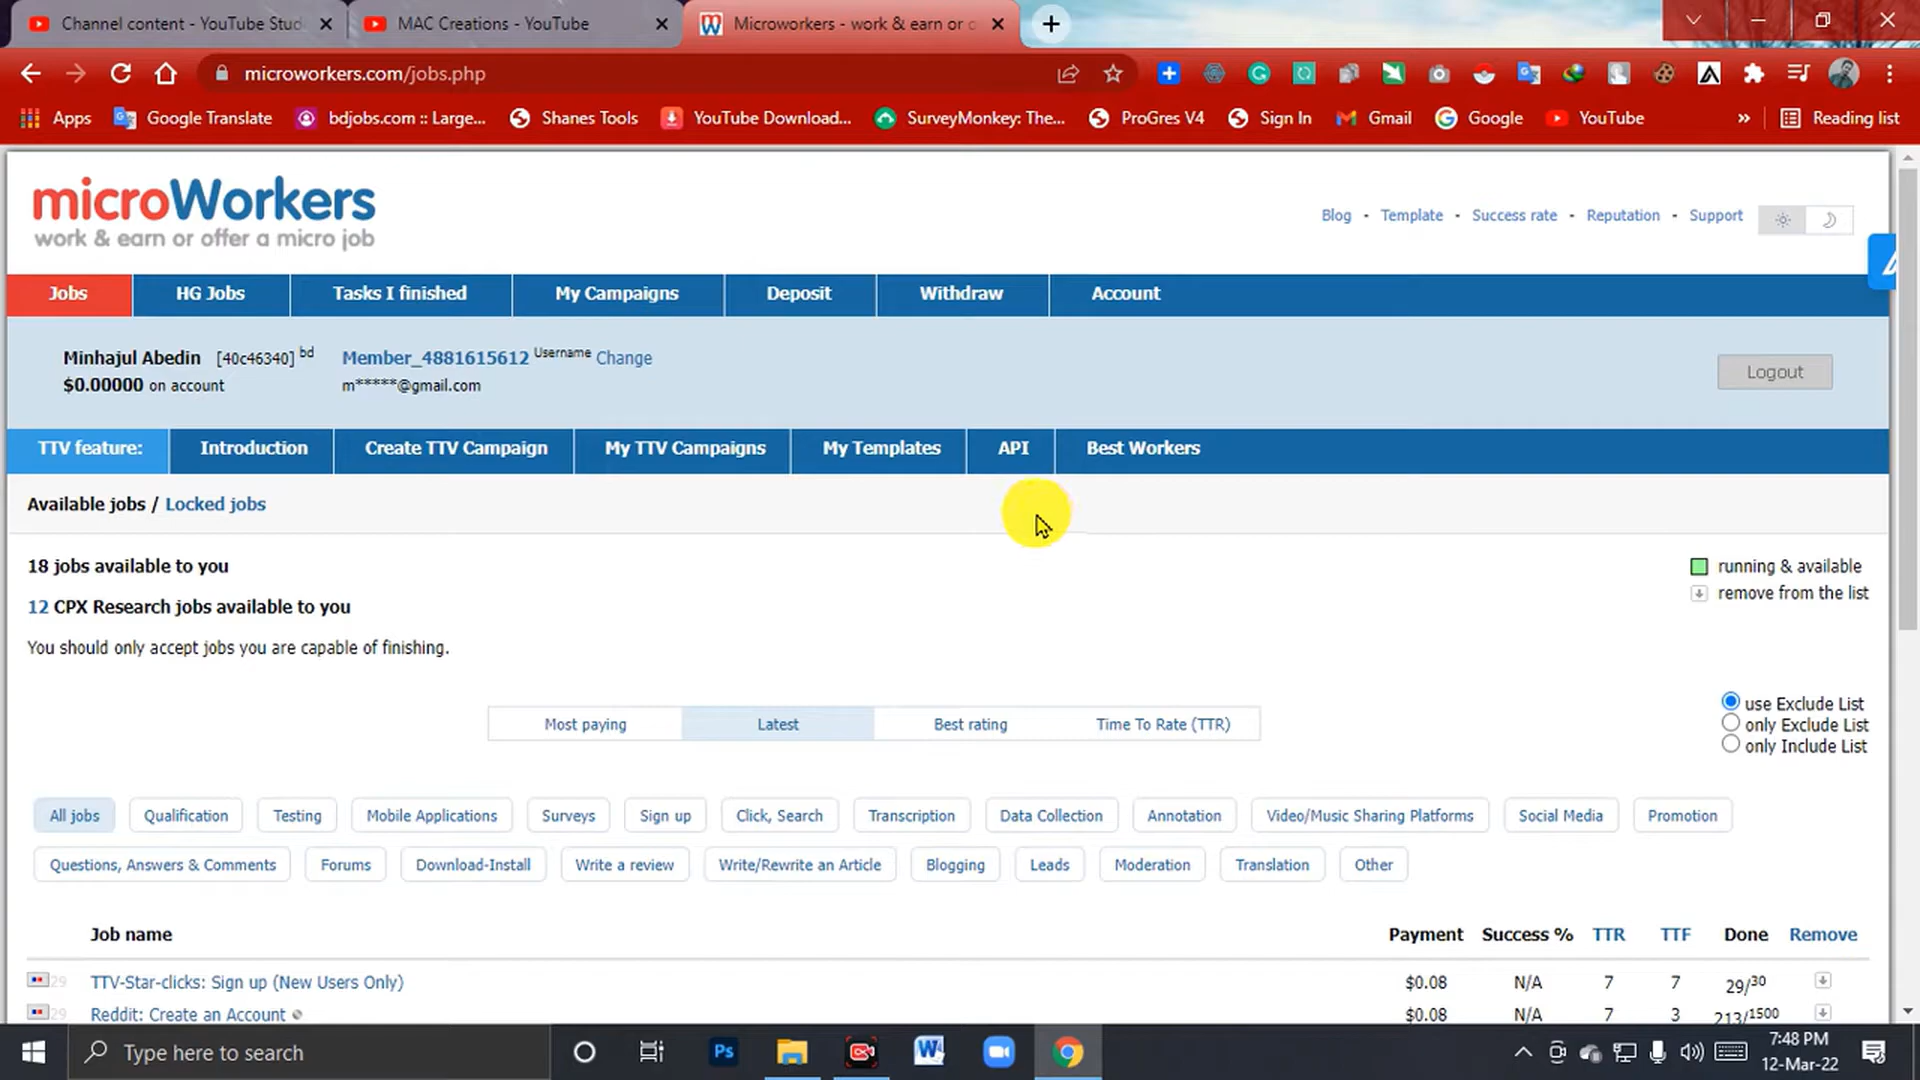 Channel content - YouTube Stud
MAC Creations - YouTube
Microworkers - work & earn or o
microworkers.com/jobs.php
Apps
Google Translate
bdjobs.com :: Large...
Shanes Tools
YouTube Download...
SurveyMonkey: The...
ProGres V4
Sign In
Gmail
Google
YouTube
»
Reading list
microWorkers
work & earn or offer a micro job
Blog - Template - Success rate - Reputation - Support
Jobs
HG Jobs
Tasks I finished
My Campaigns
Deposit
Withdraw
Account
Minhajul Abedin [40c46340] bd
Member_4881615612 Username Change
$0.00000 on account
m*****@gmail.com
Logout
TTV feature:
Introduction
Create TTV Campaign
My TTV Campaigns
My Templates
API
Best Workers
Available jobs / Locked jobs
18 jobs available to you
running & available
12 CPX Research jobs available to you
remove from the list
You should only accept jobs you are capable of finishing.
Most paying
Latest
Best rating
Time To Rate (TTR)
use Exclude List
only Exclude List
only Include List
All jobs
Qualification
Testing
Mobile Applications
Surveys
Sign up
Click, Search
Transcription
Data Collection
Annotation
Video/Music Sharing Platforms
Social Media
Promotion
Questions, Answers & Comments
Forums
Download-Install
Write a review
Write/Rewrite an Article
Blogging
Leads
Moderation
Translation
Other
Job name Payment Success % TTR TTF Done Remove
29 TTV-Star-clicks: Sign up (New Users Only) $0.08 N/A 7 7 29/30
29 Reddit: Create an Account $0.08 N/A 7 3 213/1500
Type here to search
Ps
W
7:48 PM
12-Mar-22